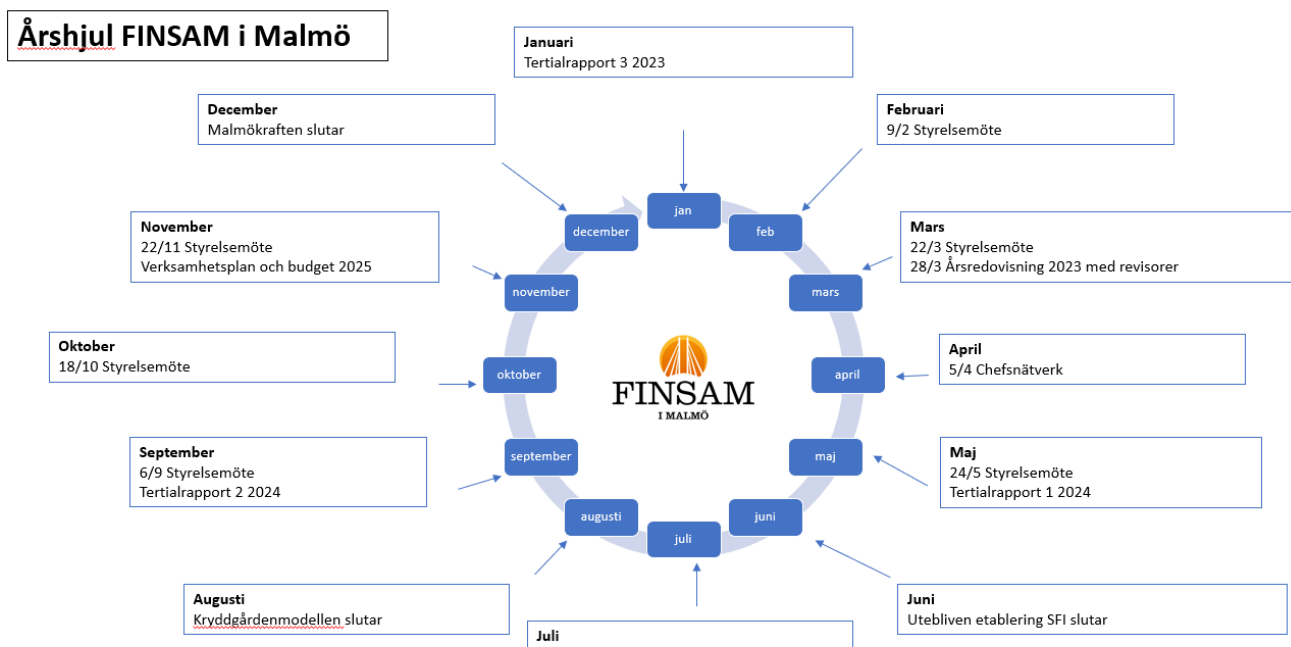 Årshjul FINSAM i Malmö
Januari
Tertialrapport 3 2023
Februari
9/2 Styrelsemöte
Mars
22/3 Styrelsemöte
28/3 Årsredovisning 2023 med revisorer
April
5/4 Chefsnätverk
Maj
24/5 Styrelsemöte
Tertialrapport 1 2024
Juni
Utebliven etablering SFI slutar
Juli
Augusti
Kryddgårdenmodellen slutar
September
6/9 Styrelsemöte
Tertialrapport 2 2024
Oktober
18/10 Styrelsemöte
November
22/11 Styrelsemöte
Verksamhetsplan och budget 2025
December
Malmökraften slutar
jan
feb
mars
april
maj
juni
juli
augusti
september
oktober
november
december
FINSAM
I MALMÖ